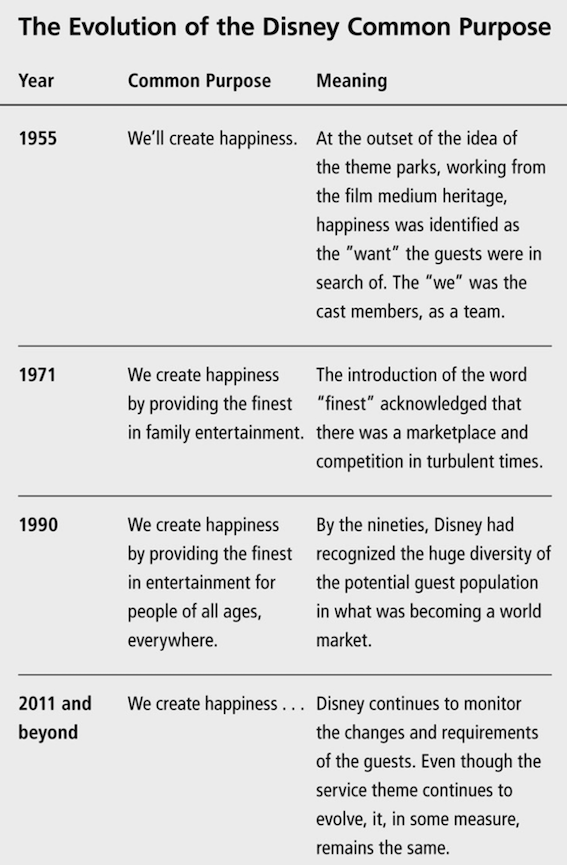 The Evolution of the Disney Common Purpose
Year Common Purpose Meaning
1955 We’ll create happiness. At the outset of the idea of
the theme parks, working from
the film medium heritage,
happiness was identified as
the “want” the guests were in
search of. The “we” was the
cast members, as a team.
1971 We create happiness The introduction of the word
by providing the finest “finest” acknowledged that
in family entertainment. there was a marketplace and
competition in turbulent times.
1990 We create happiness By the nineties, Disney had
by providing the finest recognized the huge diversity of
in entertainment for the potential guest population
people of all ages, in what was becoming a world
everywhere. market.
2011 and We create happiness . . . Disney continues to monitor
beyond the changes and requirements
of the guests. Even though the
service theme continues to
evolve, it, in some measure,
remains the same.